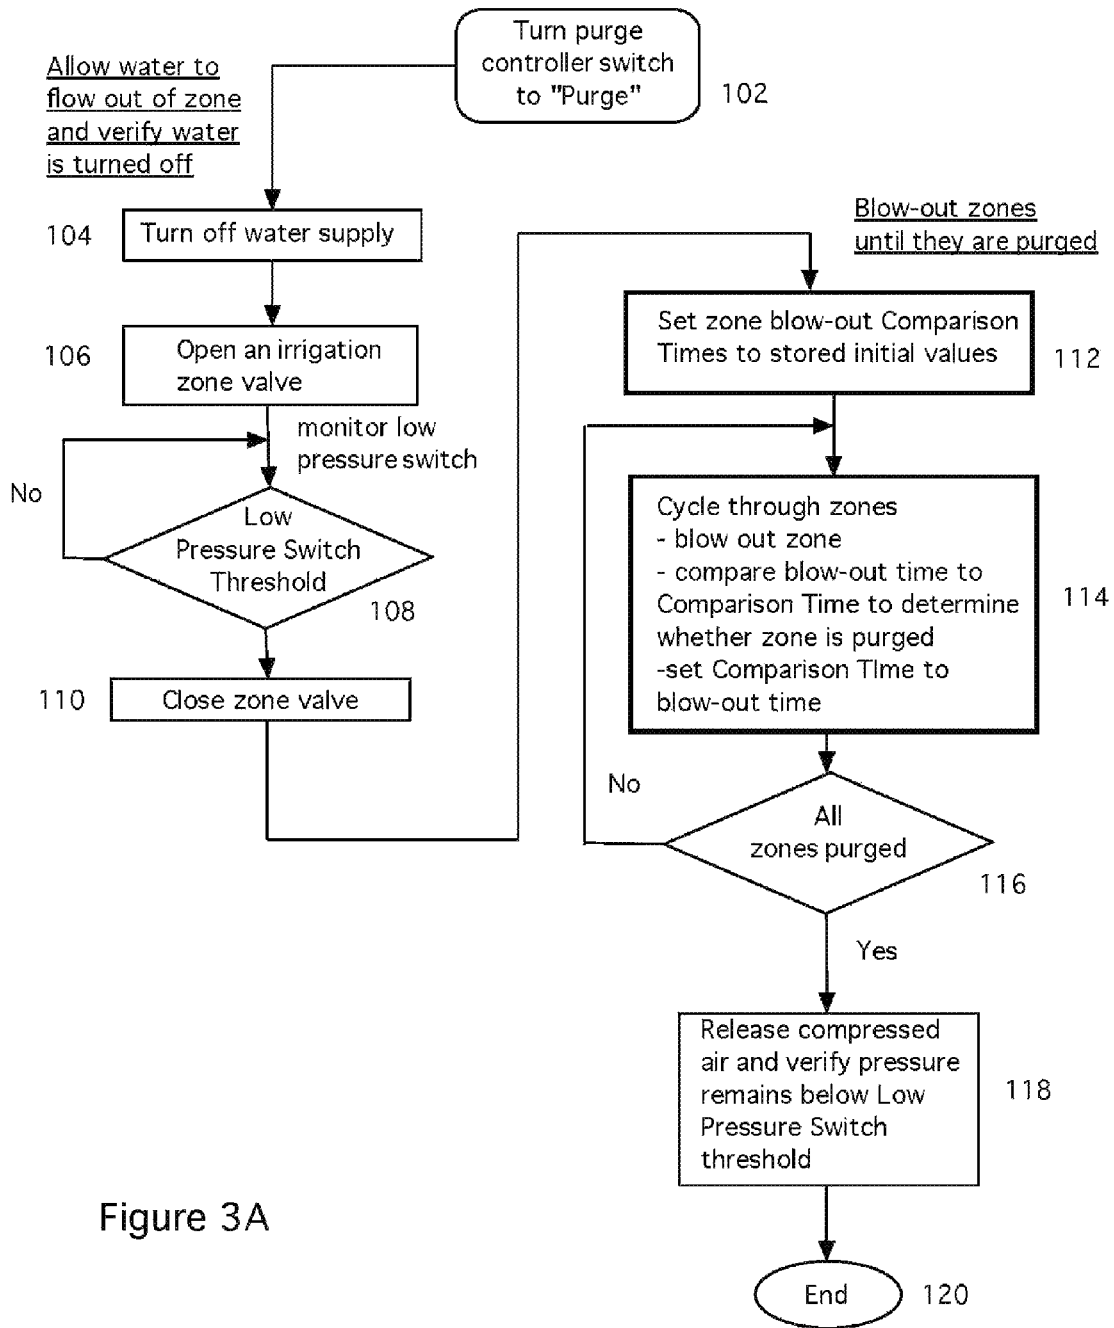 Turn purge
controller switch
to "Purge"
102
Allow water to
flow out of zone
and verify water
is turned off
104
Turn off water supply
106
Open an irrigation
zone valve
monitor low
pressure switch
No
Low
Pressure Switch
Threshold
108
110
Close zone valve
Blow-out zones
until they are purged
Set zone blow-out Comparison
Times to stored initial values
112
Cycle through zones
- blow out zone
- compare blow-out time to
Comparison Time to determine
whether zone is purged
-set Comparison TIme to
blow-out time
114
No
All
zones purged
116
Yes
Release compressed
air and verify pressure
remains below Low
Pressure Switch
threshold
118
End
120
Figure 3A